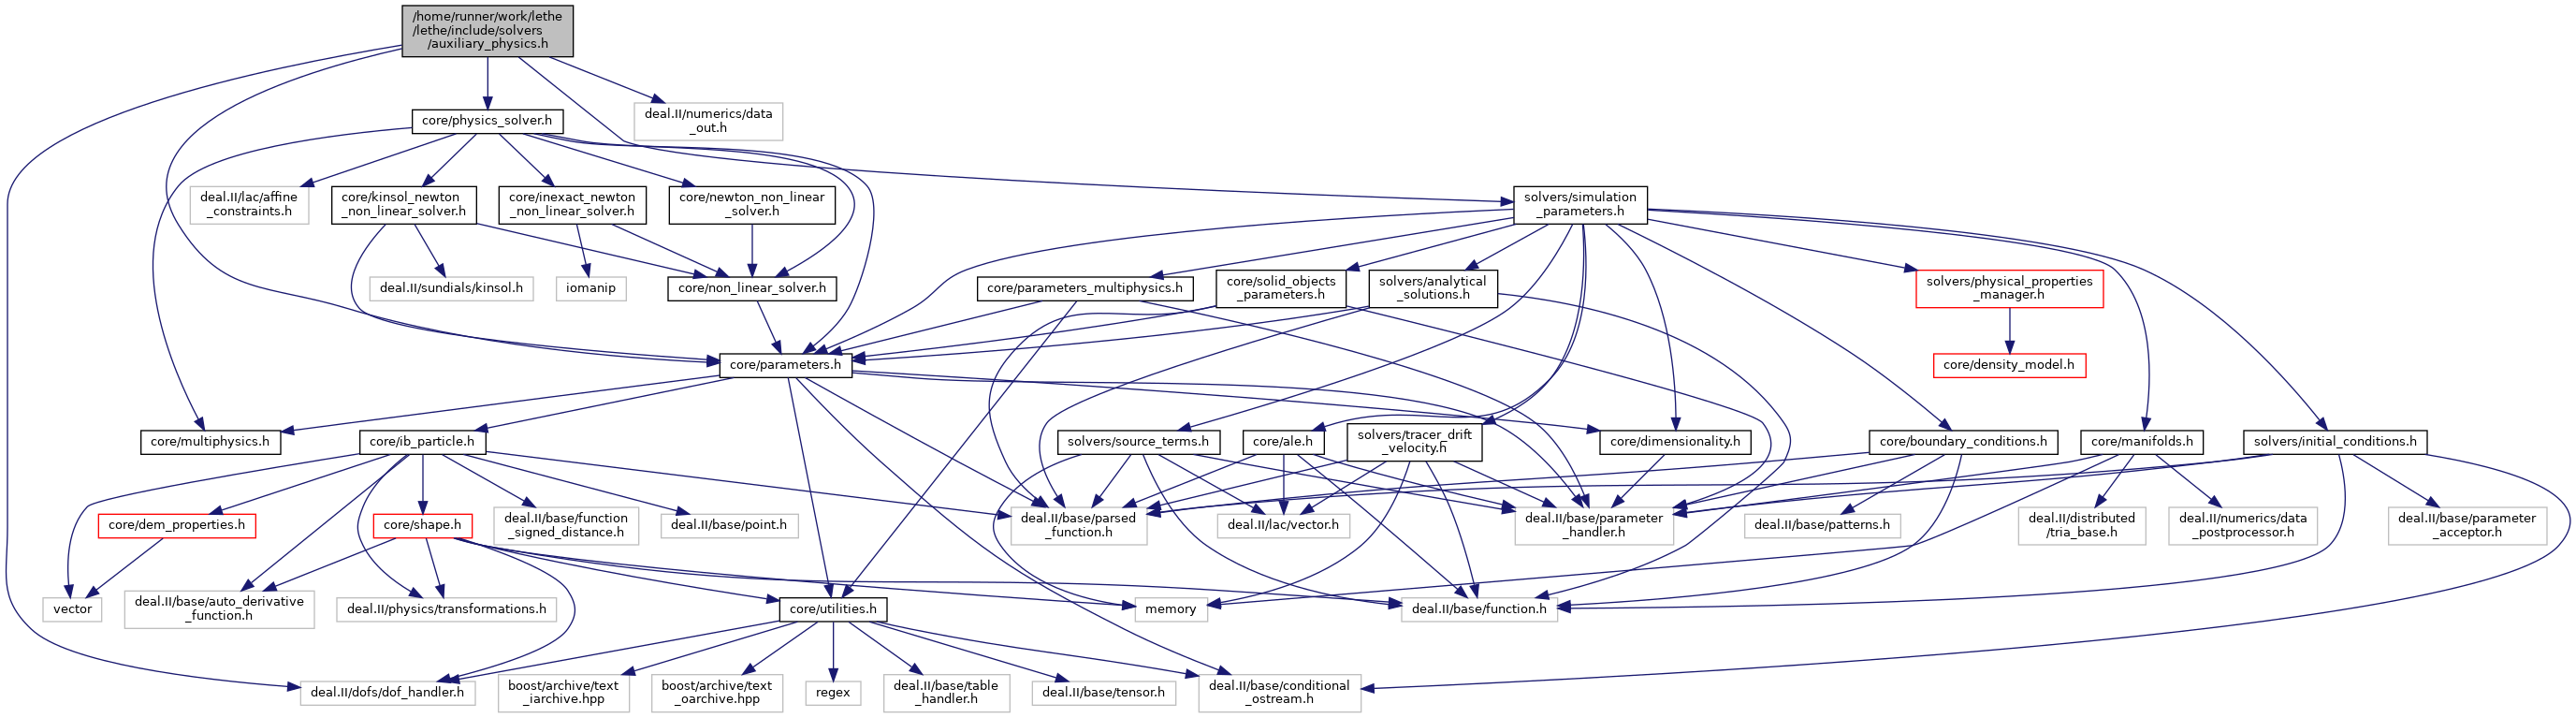 /home/runner/work/lethe
/lethe/include/solvers
/auxiliary_physics.h
core/physics_solver.h
deal.II/numerics/data
_out.h
deal.II/lac/affine
_constraints.h
core/kinsol_newton
_non_linear_solver.h
core/inexact_newton
_non_linear_solver.h
core/newton_non_linear
_solver.h
solvers/simulation
_parameters.h
deal.II/sundials/kinsol.h
iomanip
core/non_linear_solver.h
core/parameters_multiphysics.h
core/solid_objects
_parameters.h
solvers/analytical
_solutions.h
solvers/physical_properties
_manager.h
core/parameters.h
core/density_model.h
core/multiphysics.h
core/ib_particle.h
solvers/source_terms.h
core/ale.h
solvers/tracer_drift
_velocity.h
core/dimensionality.h
core/boundary_conditions.h
core/manifolds.h
solvers/initial_conditions.h
core/dem_properties.h
core/shape.h
deal.II/base/function
_signed_distance.h
deal.II/base/point.h
deal.II/base/parsed
_function.h
deal.II/lac/vector.h
deal.II/base/parameter
_handler.h
deal.II/base/patterns.h
deal.II/distributed
/tria_base.h
deal.II/numerics/data
_postprocessor.h
deal.II/base/parameter
_acceptor.h
vector
deal.II/base/auto_derivative
_function.h
deal.II/physics/transformations.h
core/utilities.h
memory
deal.II/base/function.h
deal.II/dofs/dof_handler.h
boost/archive/text
_iarchive.hpp
boost/archive/text
_oarchive.hpp
regex
deal.II/base/table
_handler.h
deal.II/base/tensor.h
deal.II/base/conditional
_ostream.h